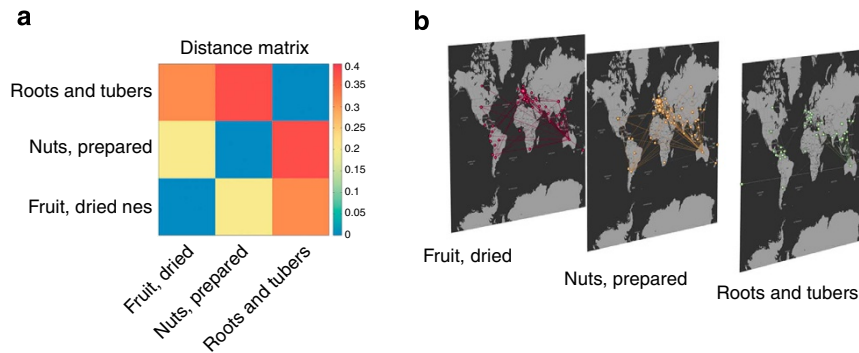 a
Distance matrix
Roots and tubers
Nuts, prepared
Fruit, dried nes
Fruit, dried
Nuts, prepared
Roots and tubers
0.4
0.35
0.3
0.25
0.2
0.15
0.1
0.05
0
b
Fruit, dried
Nuts, prepared
Roots and tubers